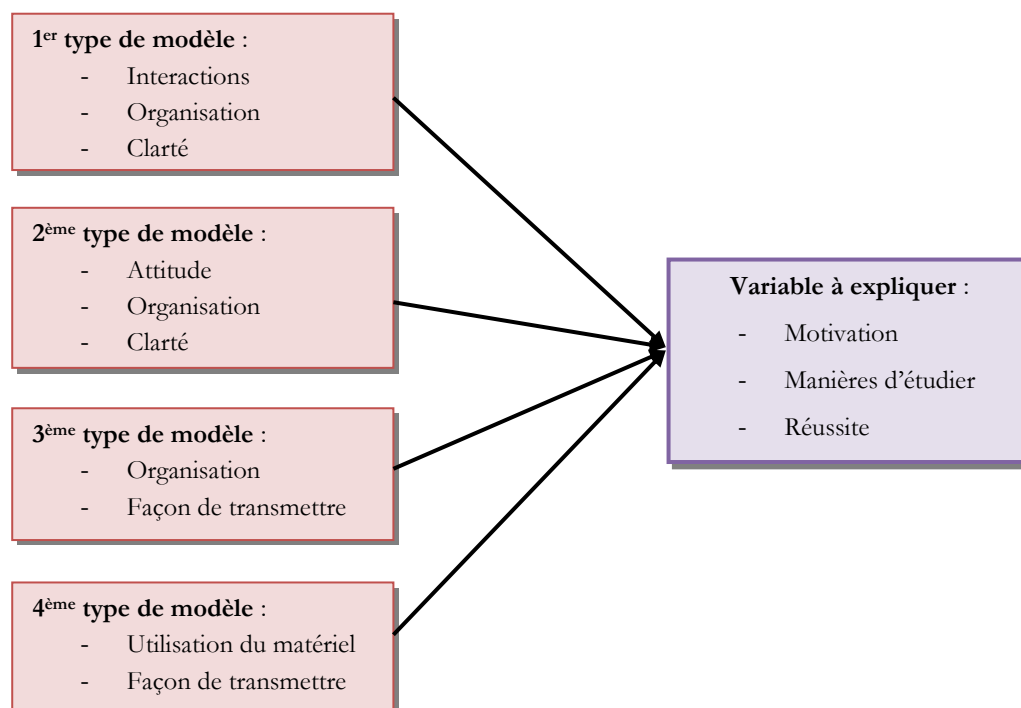 1er type de modèle :
- Interactions
- Organisation
- Clarté
2ème type de modèle :
- Attitude
- Organisation
- Clarté
3ème type de modèle :
- Organisation
- Façon de transmettre
4ème type de modèle :
- Utilisation du matériel
- Façon de transmettre
Variable à expliquer :
- Motivation
- Manières d'étudier
- Réussite